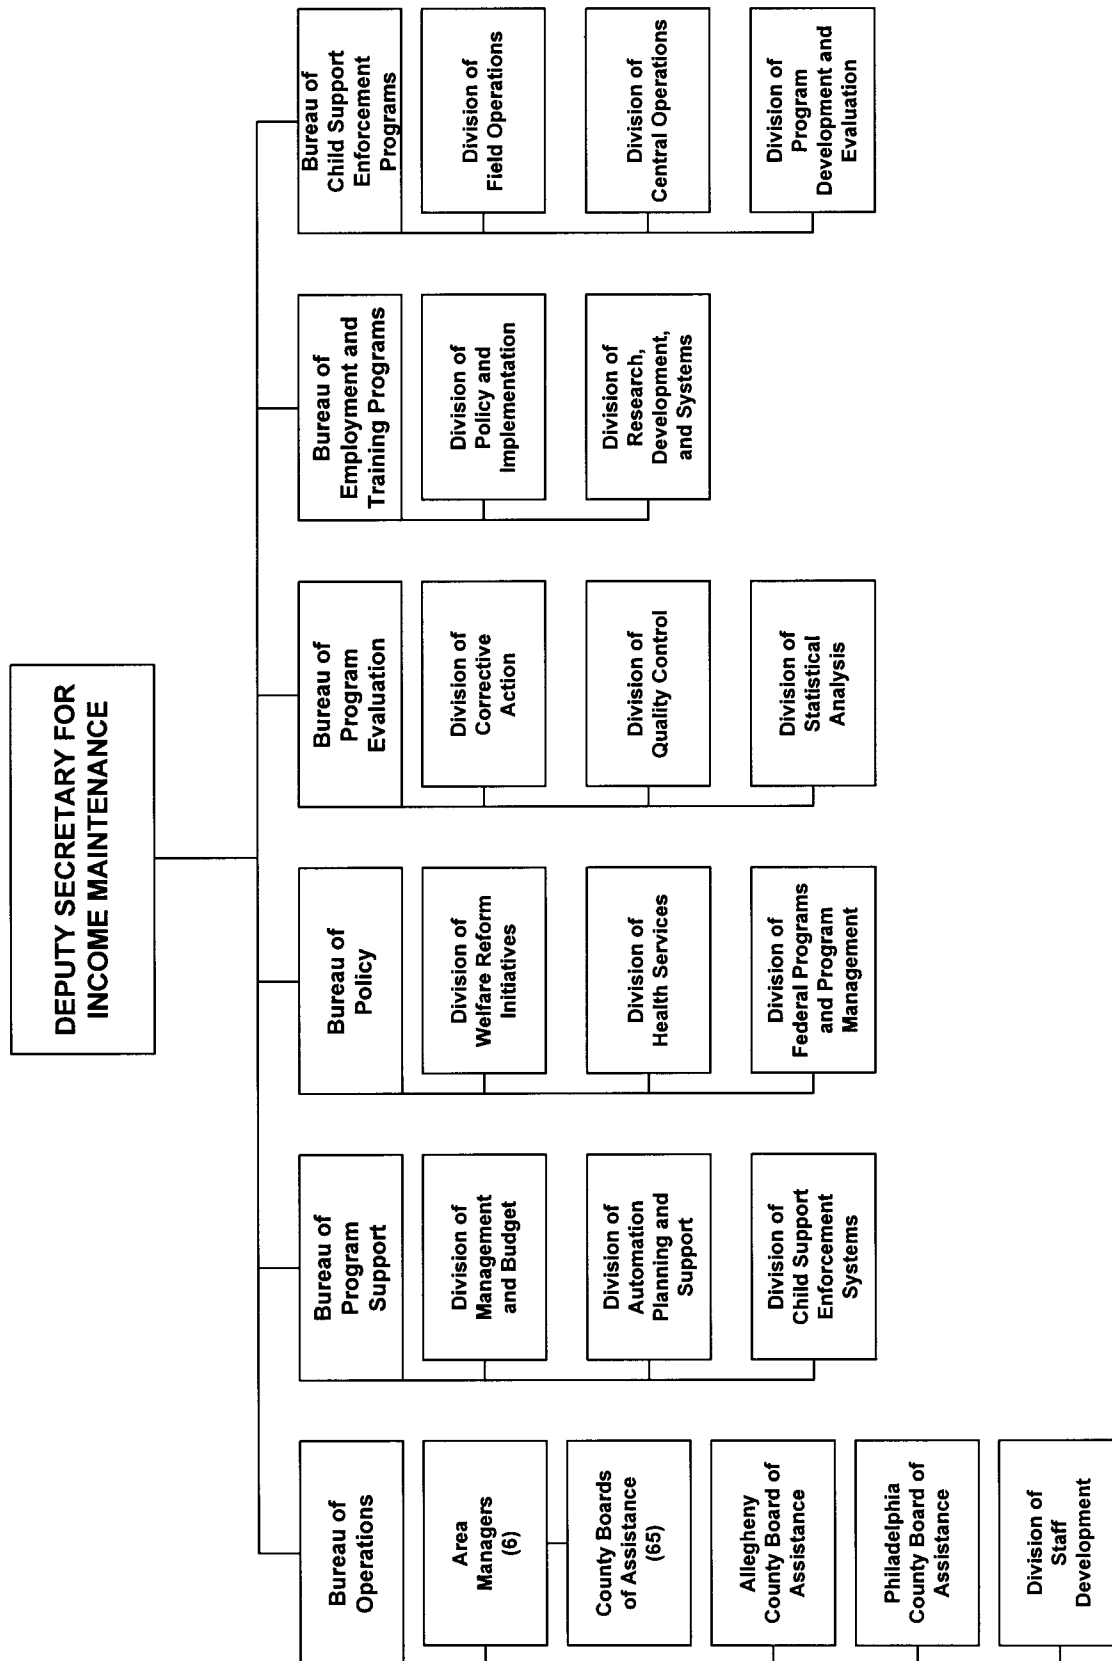 DEPUTY SECRETARY FOR
INCOME MAINTENANCE
Bureau of
Operations
Area
Managers
(6)
County Boards
of Assistance
(65)
Allegheny
County Board of
Assistance
Philadelphia
County Board of
Assistance
Division of
Staff
Development
Bureau of
Program
Support
Division of
Management
and Budget
Division of
Automation
Planning and
Support
Division of
Child Support
Enforcement
Systems
Bureau of
Policy
Division of
Welfare Reform
Initiatives
Division of
Health Services
Division of
Federal Programs
and Program
Management
Bureau of
Program
Evaluation
Division of
Corrective
Action
Division of
Quality Control
Division of
Statistical
Analysis
Bureau of
Employment and
Training Programs
Division of
Policy and
Implementation
Division of
Research,
Development,
and Systems
Bureau of
Child Support
Enforcement
Programs
Division of
Field Operations
Division of
Central Operations
Division of
Program
Development and
Evaluation